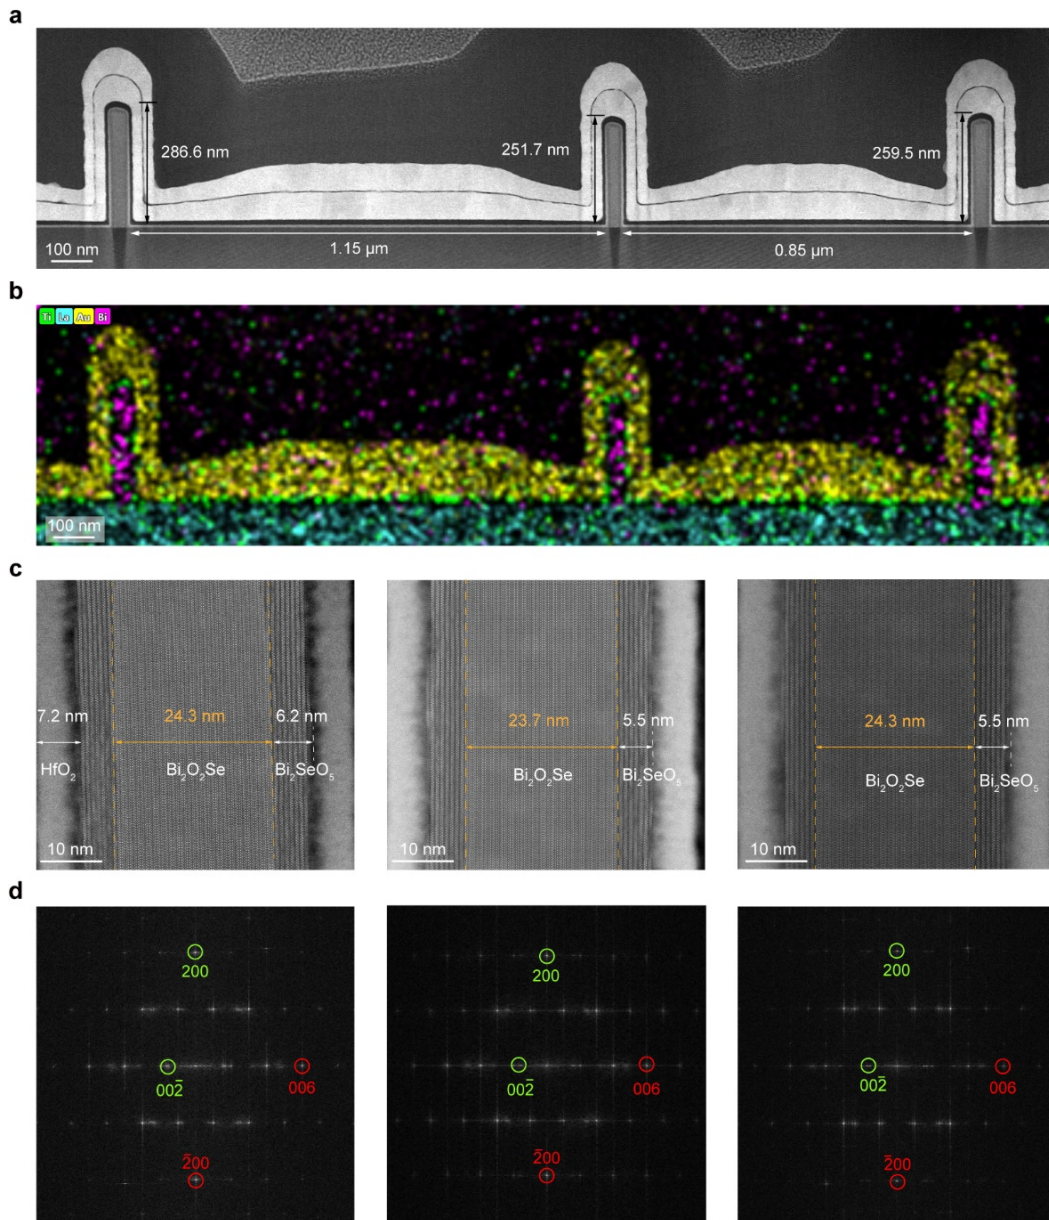 a
286.6 nm
251.7 nm
259.5 nm
1.15 µm
0.85 µm
100 nm
b
Ti La Au Bi
100 nm
c
7.2 nm
24.3 nm
6.2 nm
HfO₂
Bi₂O₂Se
Bi₂SeO₅
10 nm
23.7 nm
5.5 nm
Bi₂O₂Se
Bi₂SeO₅
10 nm
24.3 nm
5.5 nm
Bi₂O₂Se
Bi₂SeO₅
10 nm
d
200
002̄
006
2̄00
200
002̄
006
2̄00
200
002̄
006
2̄00